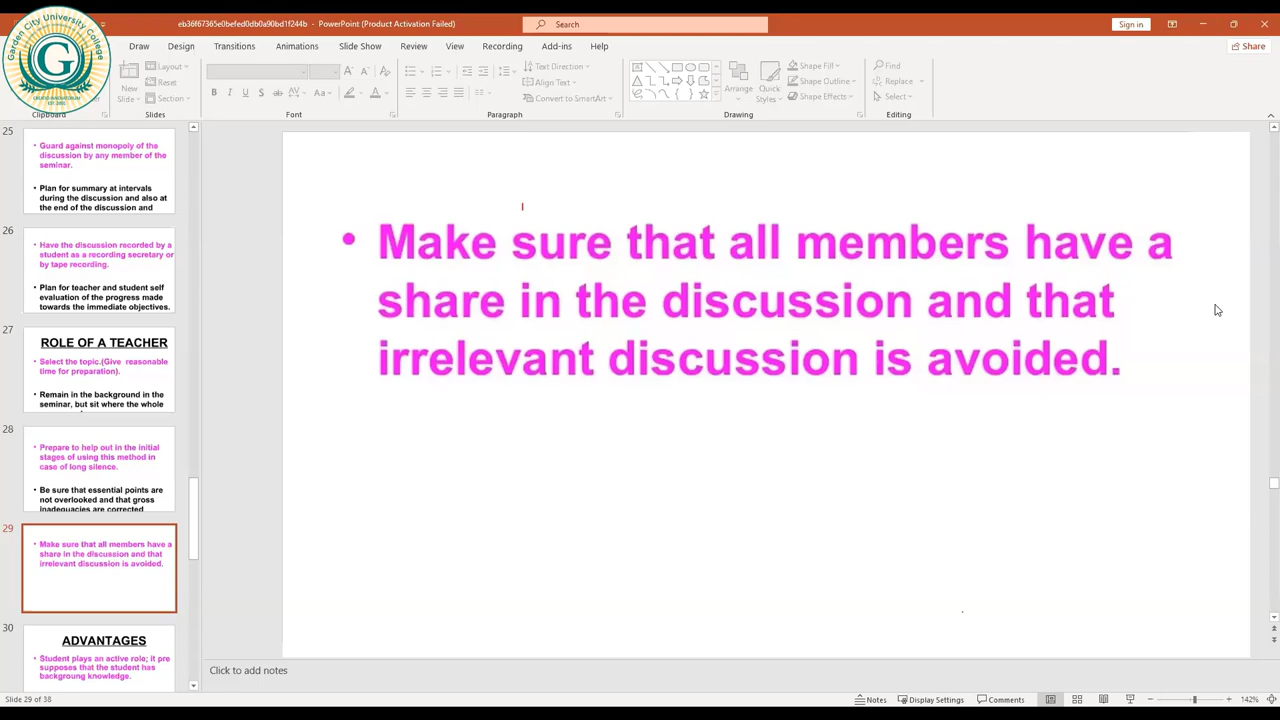 Garden City University College
G
eb36f67365e0befed0db0a90bd1f244b - PowerPoint (Product Activation Failed)
Search
Sign in
Draw Design Transitions Animations Slide Show Review View Recording Add-ins Help
Share
New Slide
Layout
Reset
Section
Text Direction
Align Text
Convert to SmartArt
Arrange
Quick Styles
Shape Fill
Shape Outline
Shape Effects
Find
Replace
Select
Clipboard Slides Font Paragraph Drawing Editing
25
• Guard against monopoly of the
discussion by any member of the
seminar.
• Plan for summary at intervals
during the discussion and also at
the end of the discussion and
26
• Have the discussion recorded by a
student as a recording secretary or
by tape recording.
• Plan for teacher and student self
evaluation of the progress made
towards the immediate objectives.
27
ROLE OF A TEACHER
• Select the topic.(Give reasonable
time for preparation).
• Remain in the background in the
seminar, but sit where the whole
28
• Prepare to help out in the initial
stages of using this method in
case of long silence.
• Be sure that essential points are
not overlooked and that gross
inadequacies are corrected
29
• Make sure that all members have a
share in the discussion and that
irrelevant discussion is avoided.
30
ADVANTAGES
• Student plays an active role; it pre
supposes that the student has
backgroung knowledge.
• Make sure that all members have a
share in the discussion and that
irrelevant discussion is avoided.
Click to add notes
Slide 29 of 38
Notes Display Settings Comments 142%